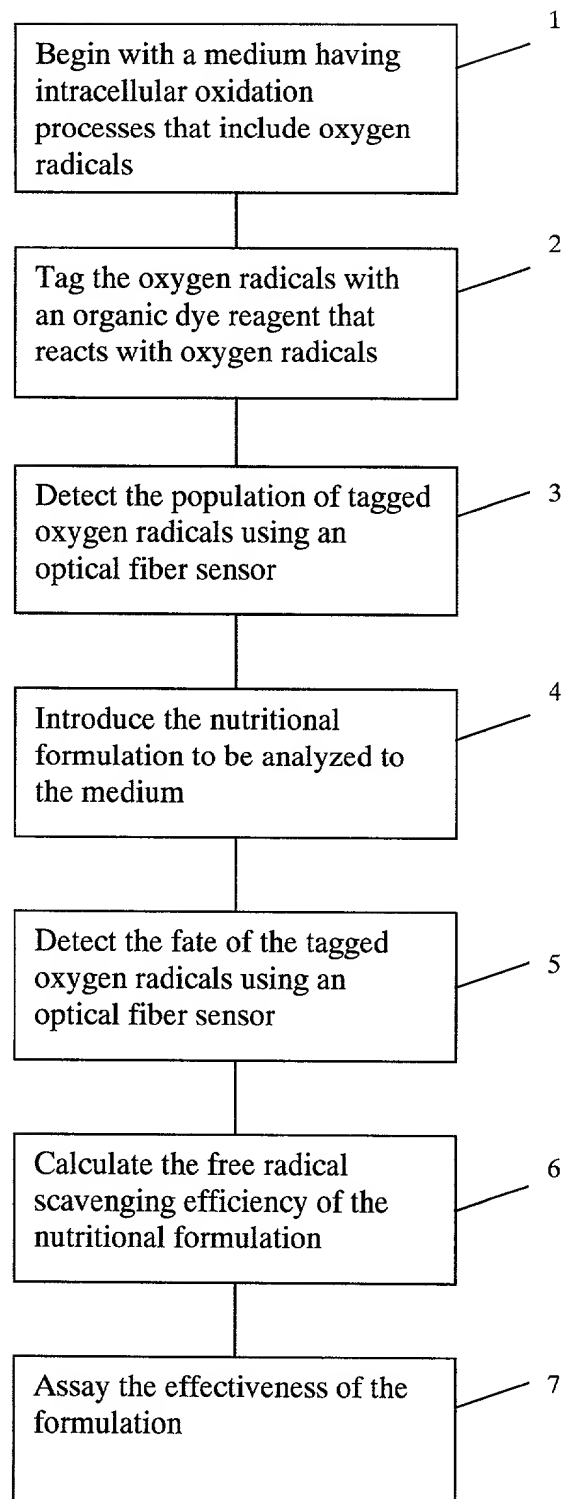 1
Begin with a medium having
intracellular oxidation
processes that include oxygen
radicals
2
Tag the oxygen radicals with
an organic dye reagent that
reacts with oxygen radicals
3
Detect the population of tagged
oxygen radicals using an
optical fiber sensor
4
Introduce the nutritional
formulation to be analyzed to
the medium
Detect the fate of the tagged
oxygen radicals using an
optical fiber sensor
5
Calculate the free radical
scavenging efficiency of the
nutritional formulation
6
Assay the effectiveness of the
formulation
7